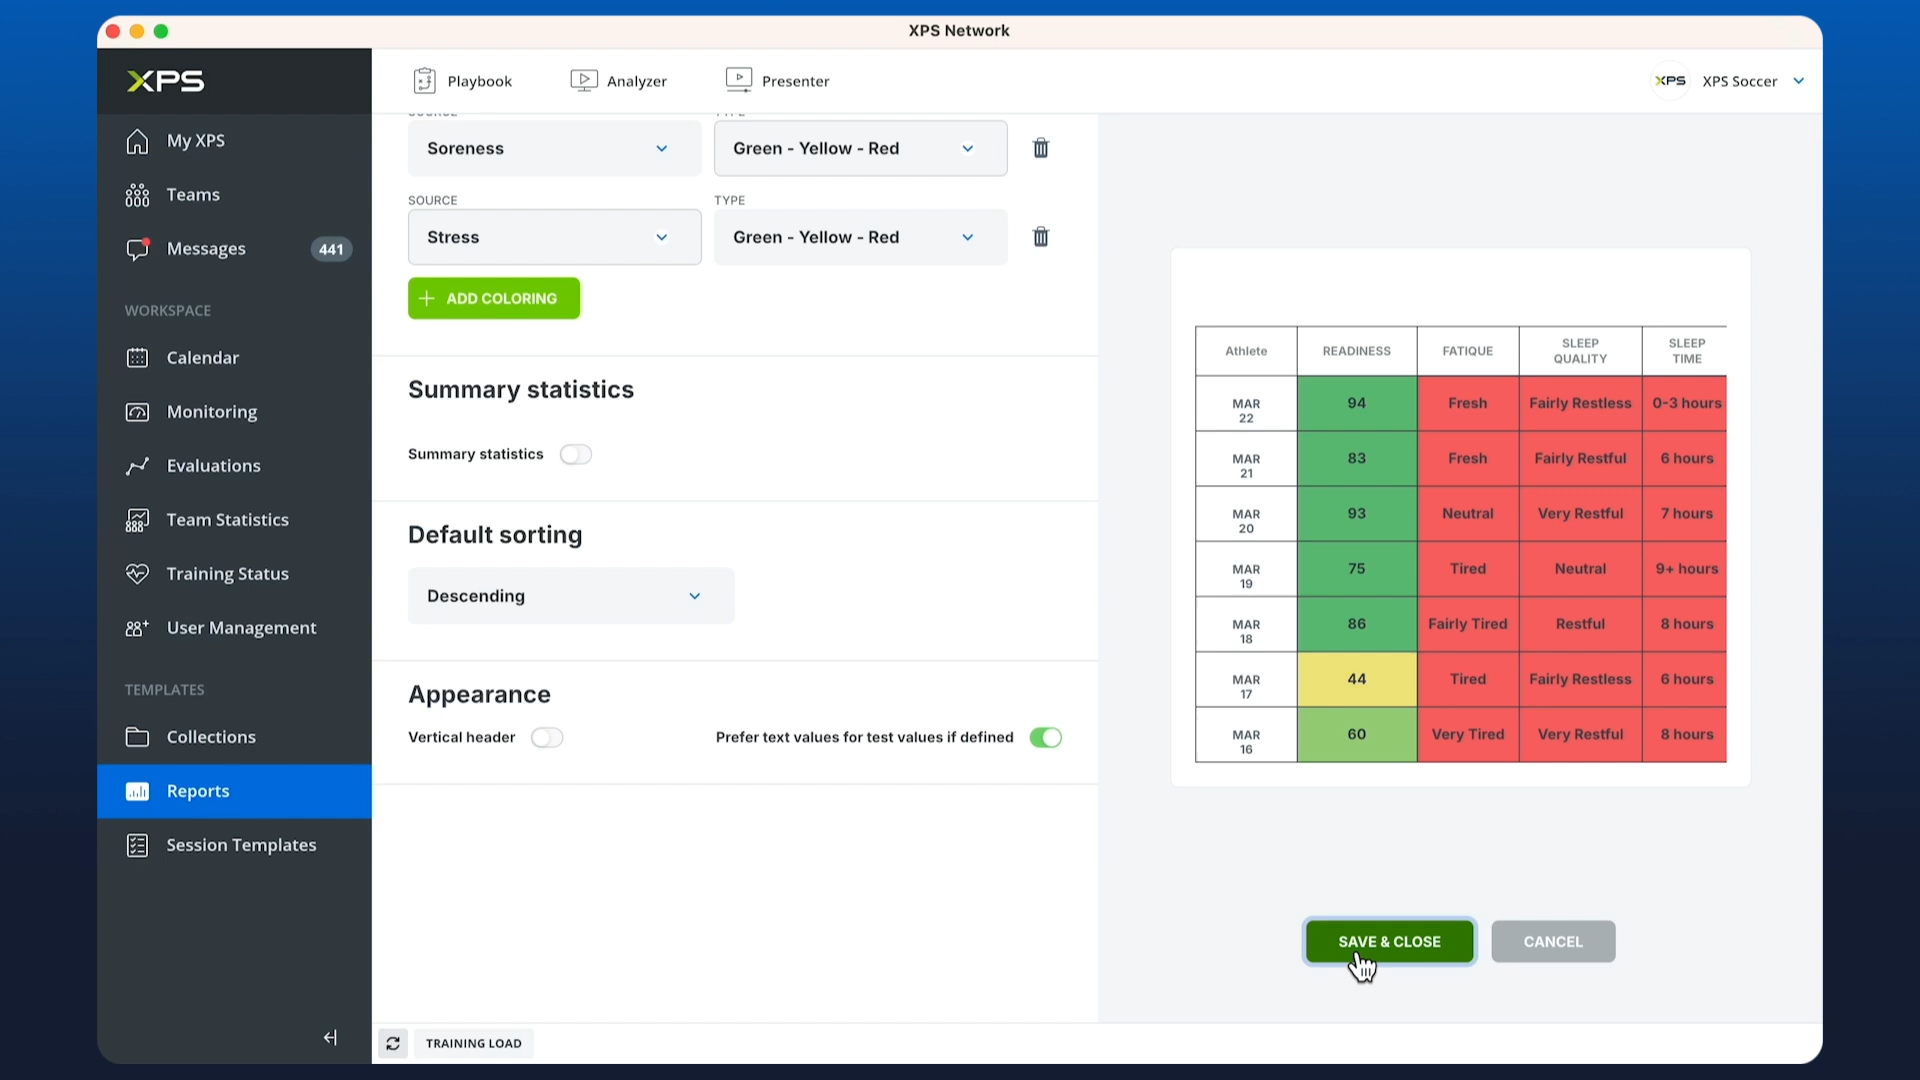 XPS Network
XPS
Playbook
Analyzer
Presenter
XPS
XPS Soccer
My XPS
Teams
Messages
441
WORKSPACE
Calendar
Monitoring
Evaluations
Team Statistics
Training Status
User Management
TEMPLATES
Collections
Reports
Session Templates
Soreness
Green - Yellow - Red
SOURCE
TYPE
Stress
Green - Yellow - Red
ADD COLORING
Summary statistics
Summary statistics
Default sorting
Descending
Appearance
Vertical header
Prefer text values for test values if defined
Athlete READINESS FATIQUE SLEEP QUALITY SLEEP TIME
MAR 22 94 Fresh Fairly Restless 0-3 hours
MAR 21 83 Fresh Fairly Restful 6 hours
MAR 20 93 Neutral Very Restful 7 hours
MAR 19 75 Tired Neutral 9+ hours
MAR 18 86 Fairly Tired Restful 8 hours
MAR 17 44 Tired Fairly Restless 6 hours
MAR 16 60 Very Tired Very Restful 8 hours
SAVE & CLOSE
CANCEL
TRAINING LOAD